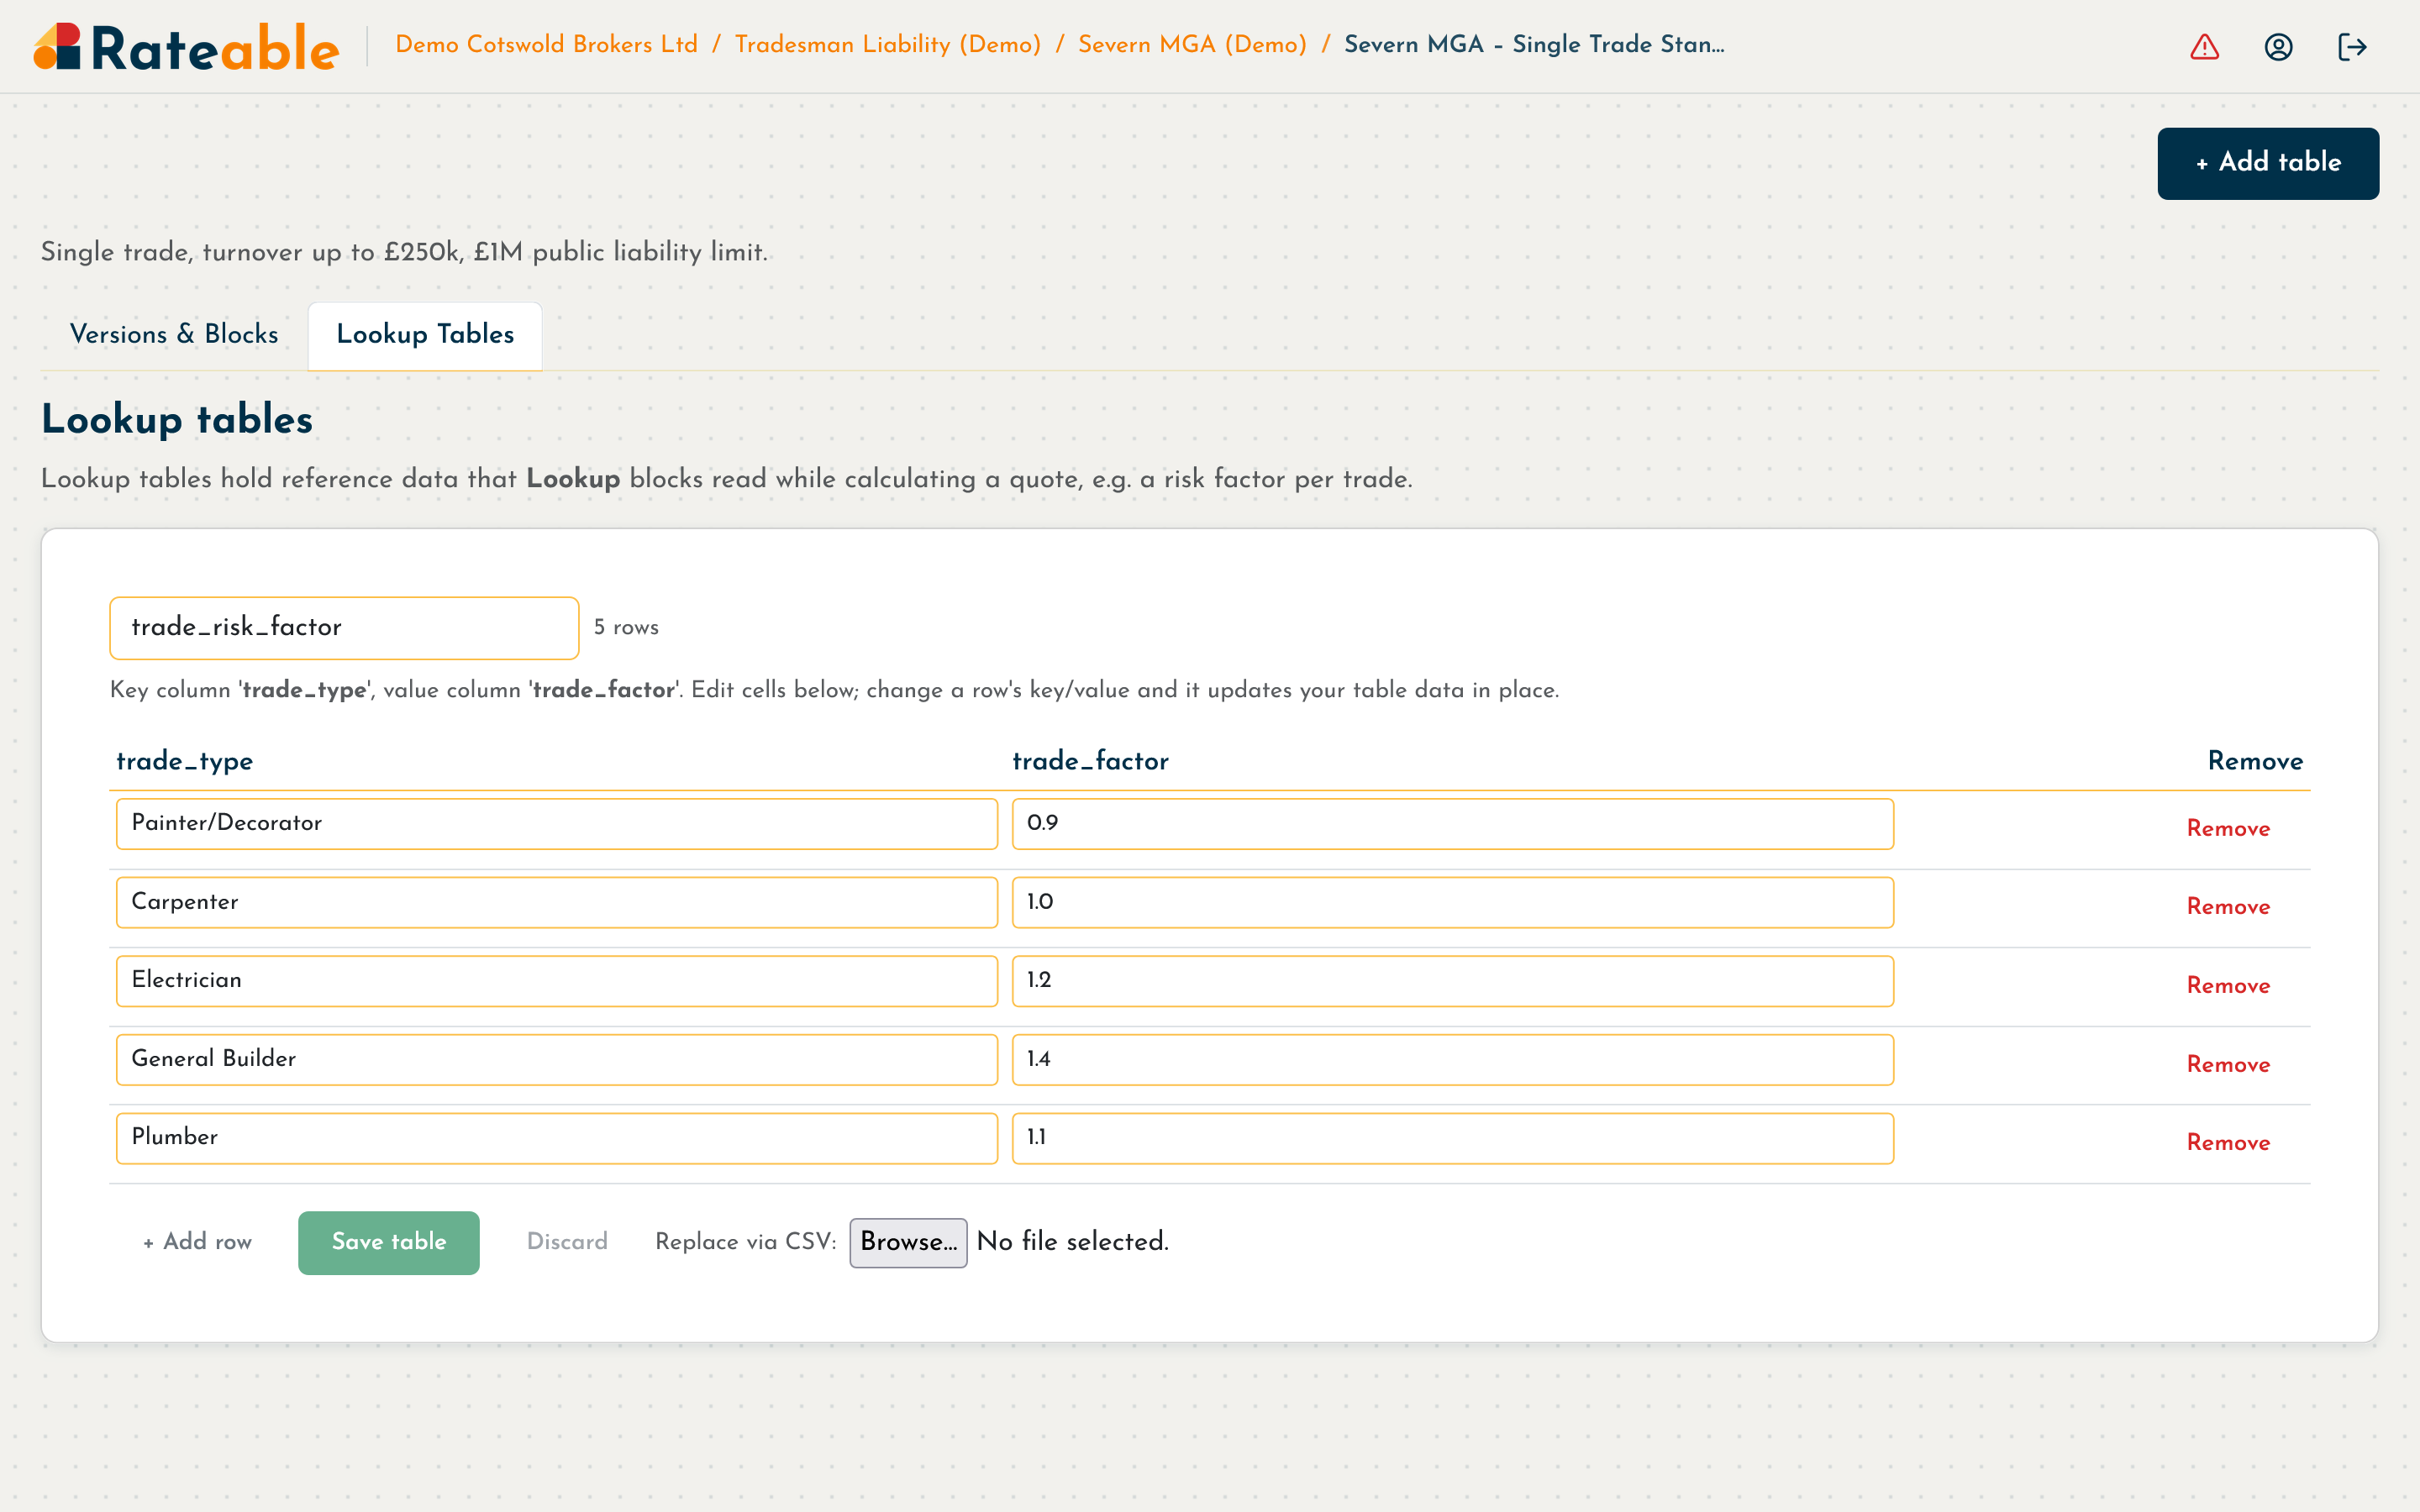 Rateable
Demo Cotswold Brokers Ltd / Tradesman Liability (Demo) / Severn MGA (Demo) / Severn MGA – Single Trade Stan...
+ Add table
Single trade, turnover up to £250k, £1M public liability limit.
Versions & Blocks
Lookup Tables
Lookup tables
Lookup tables hold reference data that Lookup blocks read while calculating a quote, e.g. a risk factor per trade.
trade_risk_factor
5 rows
Key column 'trade_type', value column 'trade_factor'. Edit cells below; change a row's key/value and it updates your table data in place.
trade_type trade_factor Remove
Painter/Decorator 0.9 Remove
Carpenter 1.0 Remove
Electrician 1.2 Remove
General Builder 1.4 Remove
Plumber 1.1 Remove
+ Add row Save table Discard Replace via CSV: Browse... No file selected.